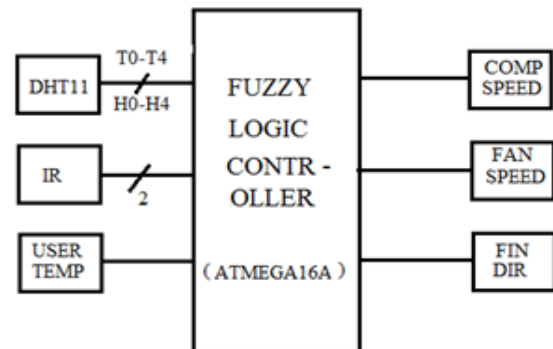 DHT11
T0-T4
H0-H4
IR
2
USER
TEMP
FUZZY
LOGIC
CONTR -
OLLER
(ATMEGA16A)
COMP
SPEED
FAN
SPEED
FIN
DIR